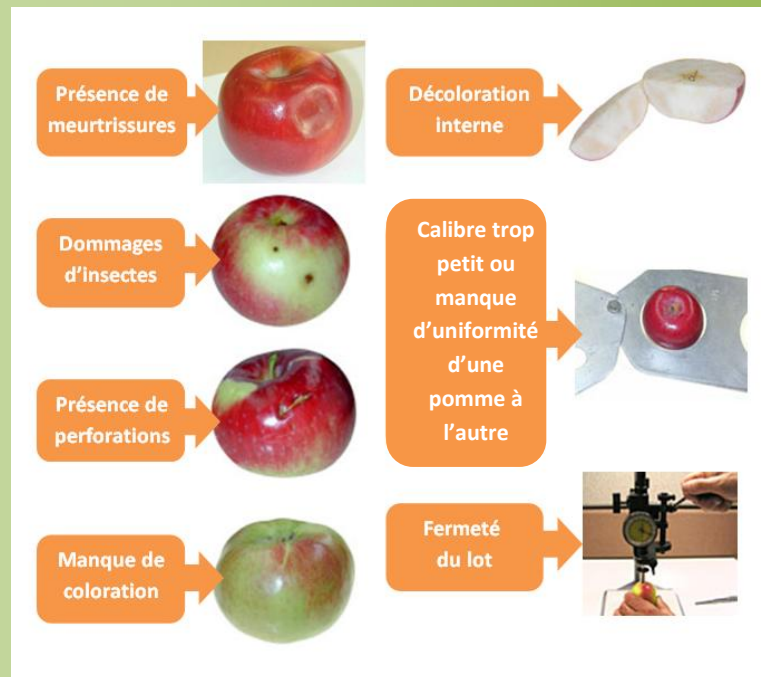 Présence de
meurtrissures
Dommages
d'insectes
Présence de
perforations
Manque de
coloration
Décoloration
interne
Calibre trop
petit ou
manque
d'uniformité
d'une
pomme à
l'autre
Fermeté
du lot